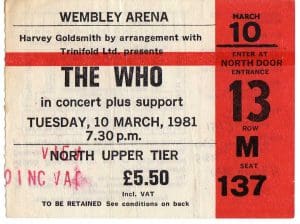 WEMBLEY ARENA
Harvey Goldsmith by arrangement with
Trinifold Ltd. presents
THE WHO
in concert plus support
TUESDAY, 10 MARCH, 1981
7.30 p.m.
NORTH UPPER TIER
£5.50
Incl. VAT
TO BE RETAINED See conditions on back
MARCH
10
ENTER AT
NORTH DOOR
ENTRANCE
13
ROW
M
SEAT
137